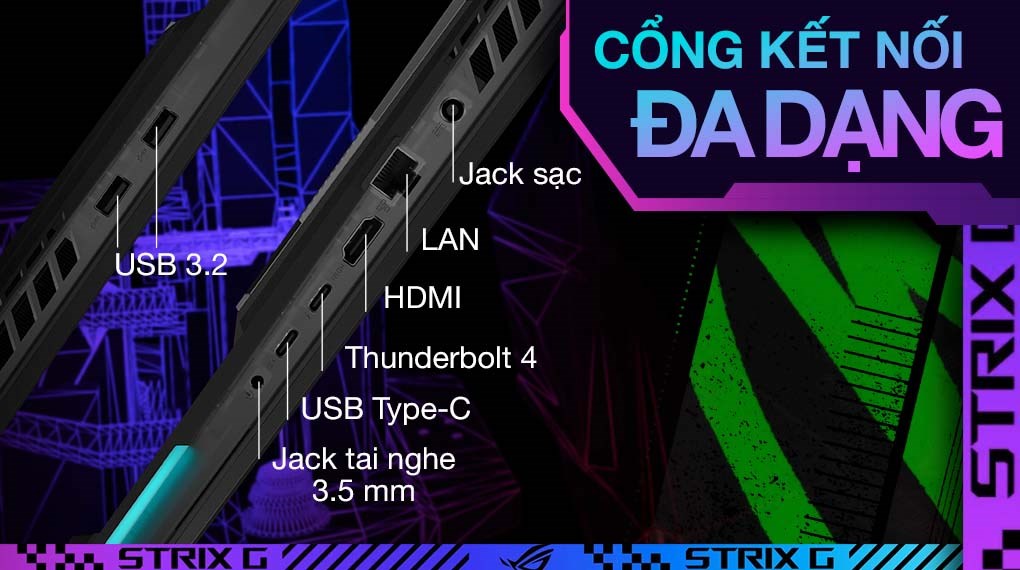 CỔNG KẾT NỐI
ĐA DẠNG
Jack sạc
LAN
USB 3.2
HDMI
Thunderbolt 4
USB Type-C
Jack tai nghe
3.5 mm
STRIX G
STRIX G
STRIX G